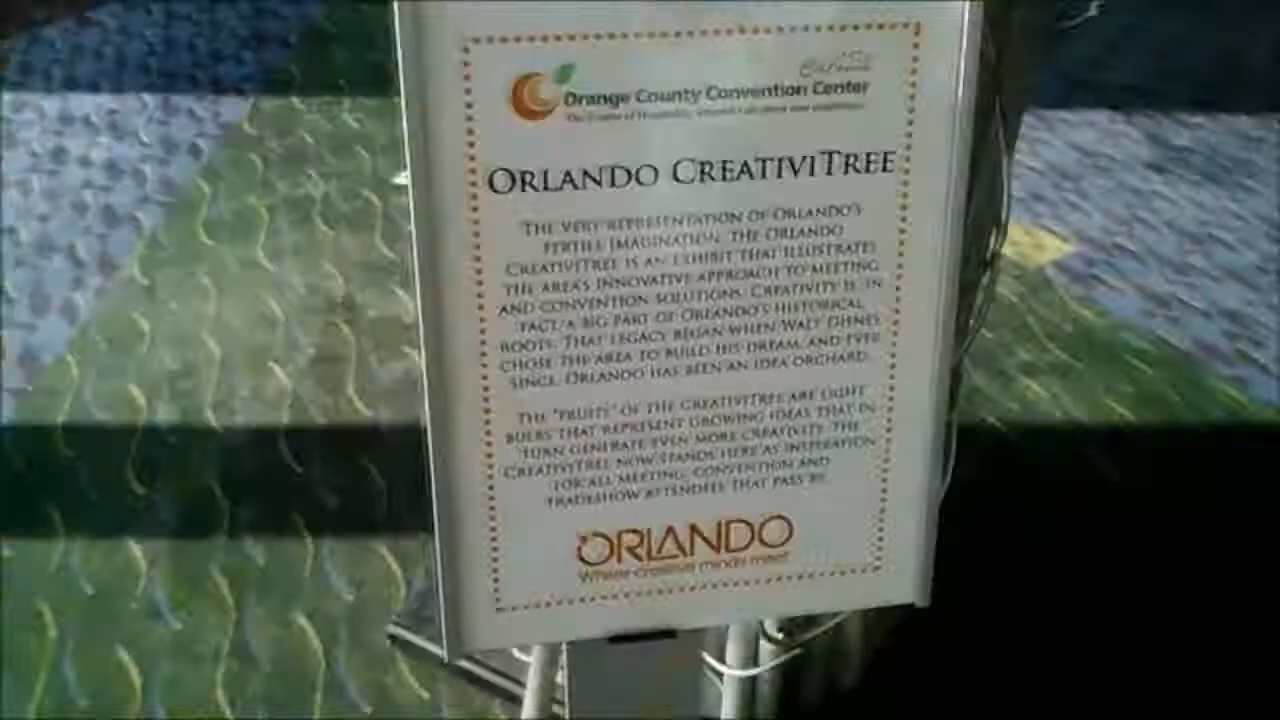 Orlando
Orange County Convention Center
The Center of Hospitality
ORLANDO CREATIVITREE
THE VERY REPRESENTATION OF ORLANDO'S
FERTILE IMAGINATION, THE ORLANDO
CREATIVITREE IS AN EXHIBIT THAT ILLUSTRATES
THE AREA'S INNOVATIVE APPROACH TO MEETING
AND CONVENTION SOLUTIONS. CREATIVITY IS, IN
FACT, A BIG PART OF ORLANDO'S HISTORICAL
ROOTS. THAT LEGACY BEGAN WHEN WALT DISNEY
CHOSE THE AREA TO BUILD HIS DREAM, AND EVER
SINCE, ORLANDO HAS BEEN AN IDEA ORCHARD.
THE "FRUITS" OF THE CREATIVITREE ARE LIGHT
BULBS THAT REPRESENT GROWING IDEAS THAT IN
TURN GENERATE EVEN MORE CREATIVITY. THE
CREATIVITREE NOW STANDS HERE AS INSPIRATION
FOR ALL MEETING, CONVENTION AND
TRADESHOW ATTENDEES THAT PASS BY.
ORLANDO
Where creative minds meet